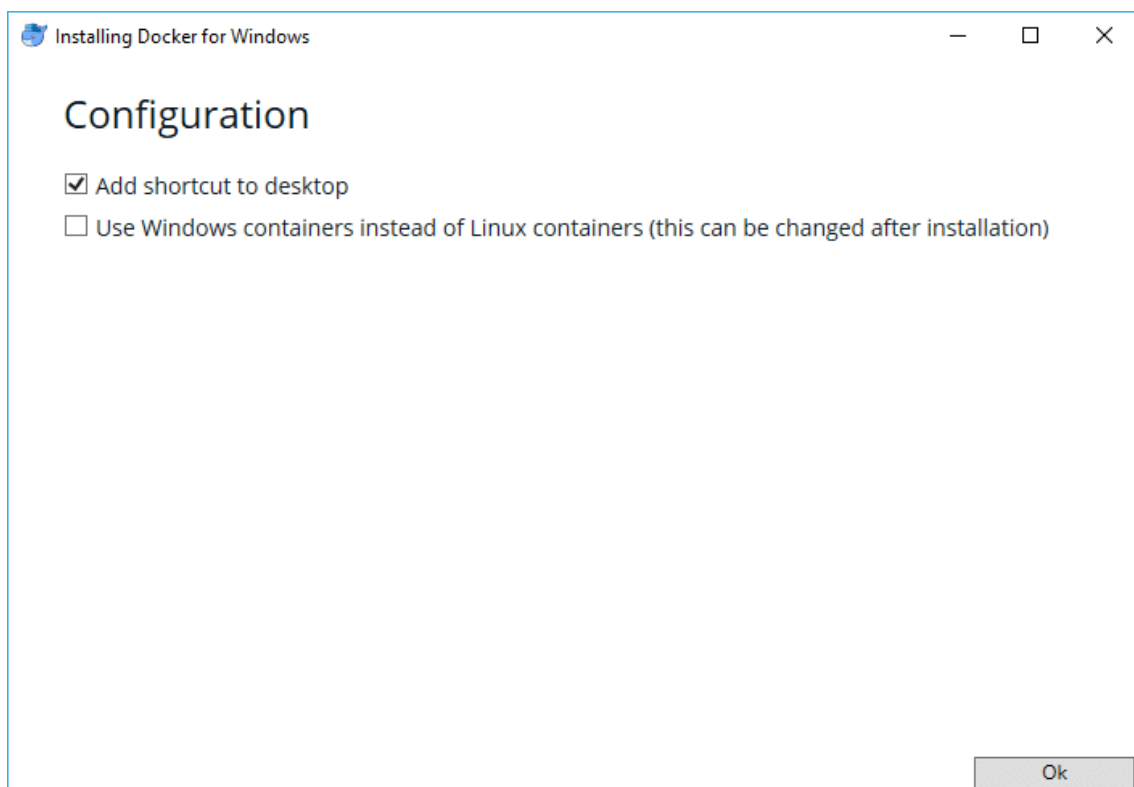 Installing Docker for Windows
Configuration
Add shortcut to desktop
Use Windows containers instead of Linux containers (this can be changed after installation)
Ok